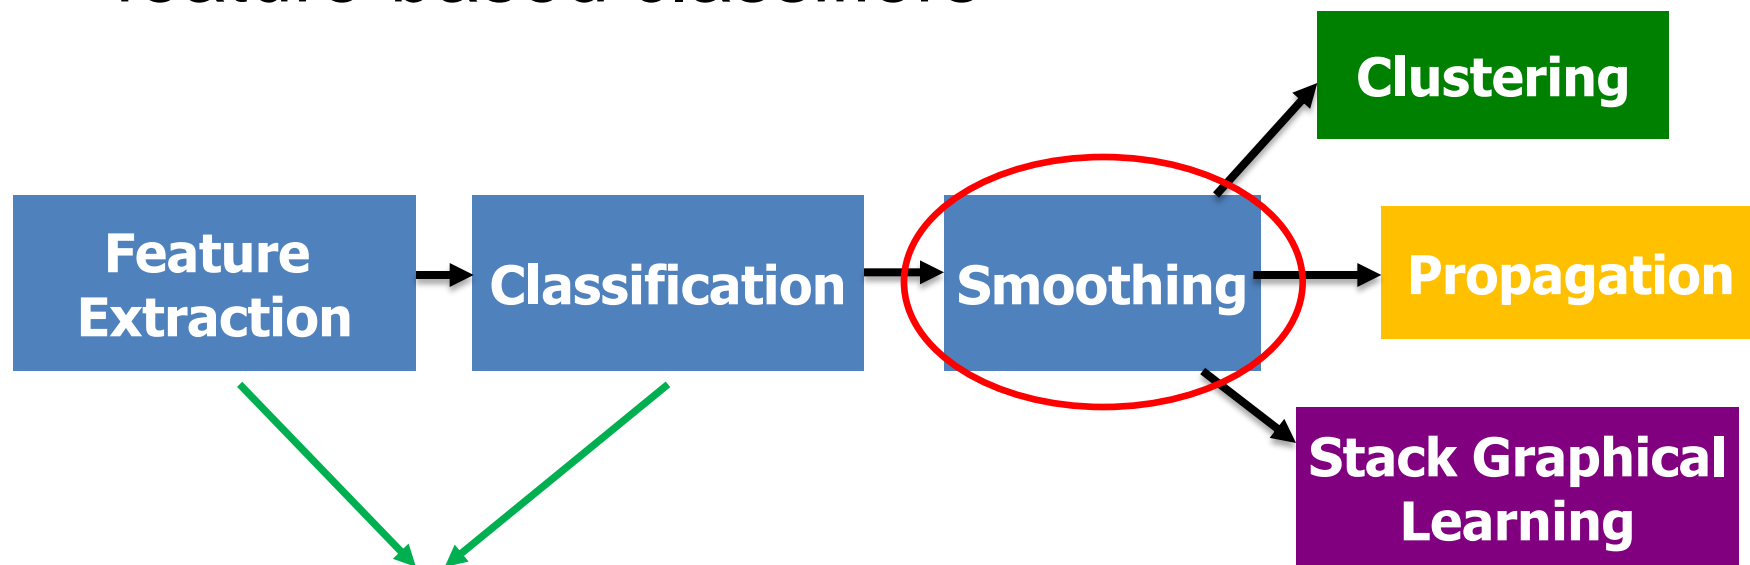 Clustering
Feature
Extraction
Classification
Smoothing
Propagation
Stack Graphical
Learning